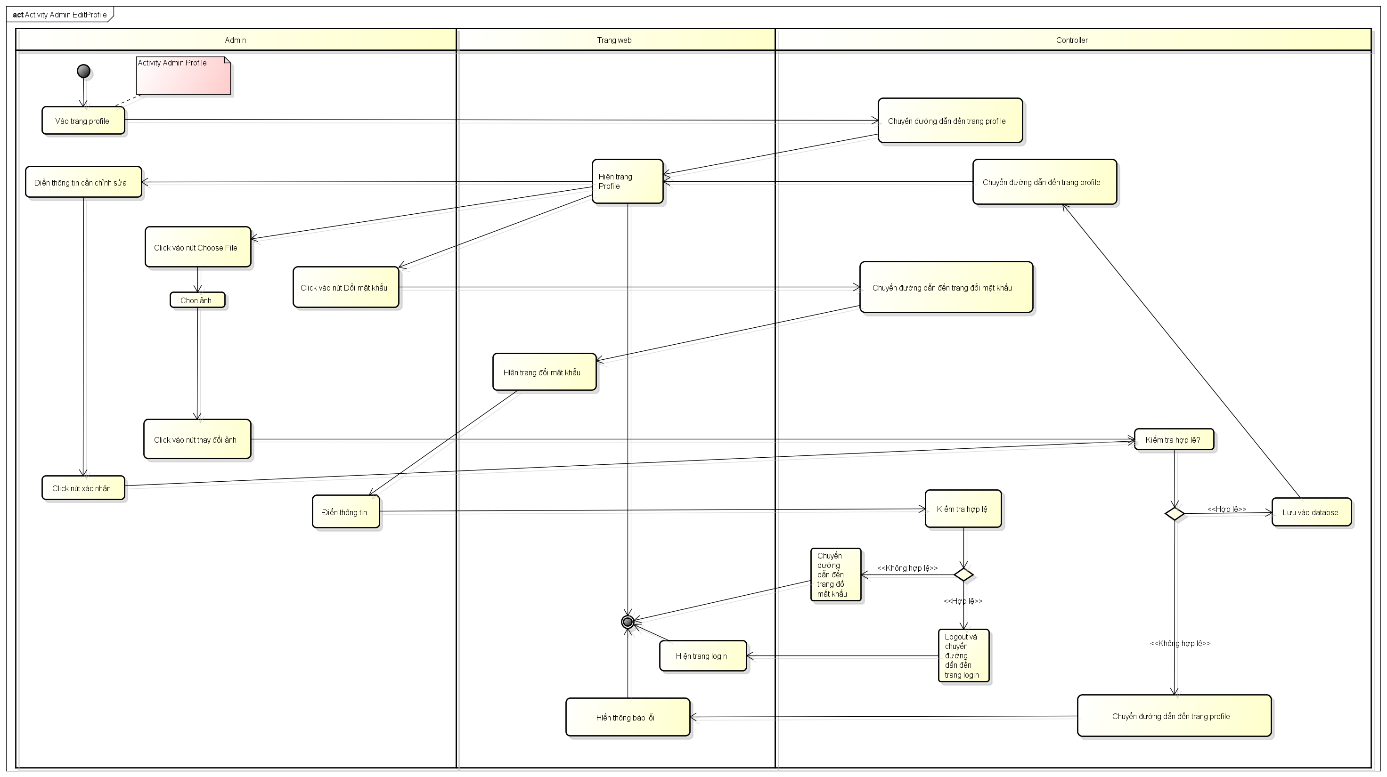 act Activity Admin EditProfile
Admin
Trang web
Controller
Activity Admin Profile
Vào trang profile
Chuyển đường dẫn đến trang profile
Điền thông tin cần chỉnh sửa
Hiện trang
Profile
Chuyển đường dẫn đến trang profile
Click vào nút Choose File
Click vào nút Đổi mật khẩu
Chuyển đường dẫn đến trang đổi mật khẩu
Chọn ảnh
Hiện trang đổi mật khẩu
Click vào nút thay đổi ảnh
Kiểm tra hợp lệ?
Click nút xác nhận
Điền thông tin
Kiểm tra hợp lệ
<<Hợp lệ>>
Lưu vào databse
Chuyển
đường
dẫn đến
trang đổ
mật khẩu
<<Không hợp lệ>>
<<Hợp lệ>>
Hiện trang login
Logout và
chuyển
đường
dẫn đến
trang login
<<Không hợp lệ>>
Hiển thông báo lỗi
Chuyển đường dẫn đến trang profile